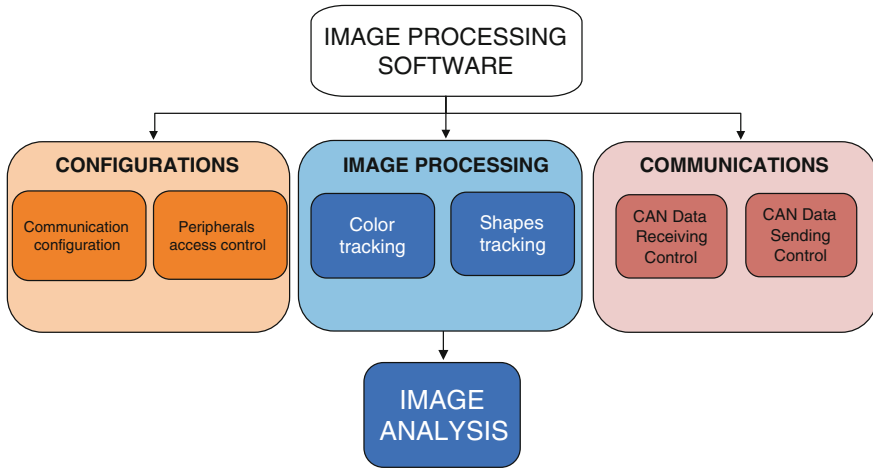 IMAGE PROCESSING
SOFTWARE
CONFIGURATIONS
Communication
configuration
Peripherals
access control
IMAGE PROCESSING
Color
tracking
Shapes
tracking
COMMUNICATIONS
CAN Data
Receiving
Control
CAN Data
Sending
Control
IMAGE
ANALYSIS